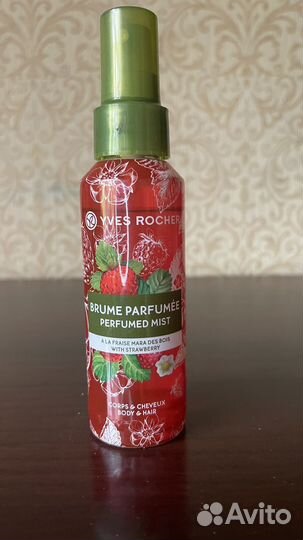 YVES ROCHER
BRUME PARFUMÉE
PERFUMED MIST
À LA FRAISE MARA DES BOIS
WITH STRAWBERRY
CORPS & CHEVEUX
BODY & HAIR
Avito